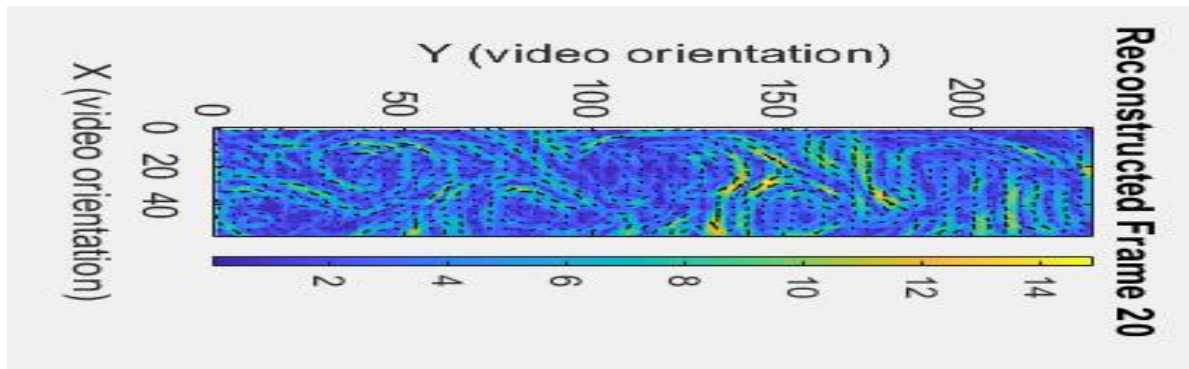 Reconstructed Frame 20
Y (video orientation)
0 50 100 150 200
X (video orientation)
0 20 40
2 4 6 8 10 12 14